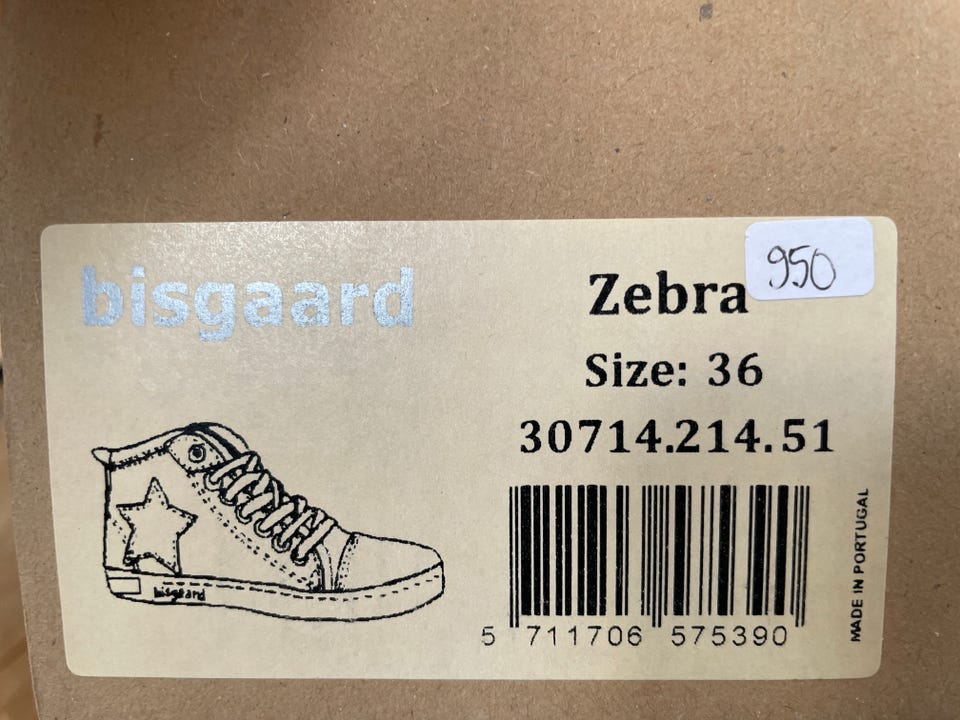 bisgaard
Zebra
950
Size: 36
30714.214.51
bisgaard
5 711706 575390
MADE IN PORTUGAL